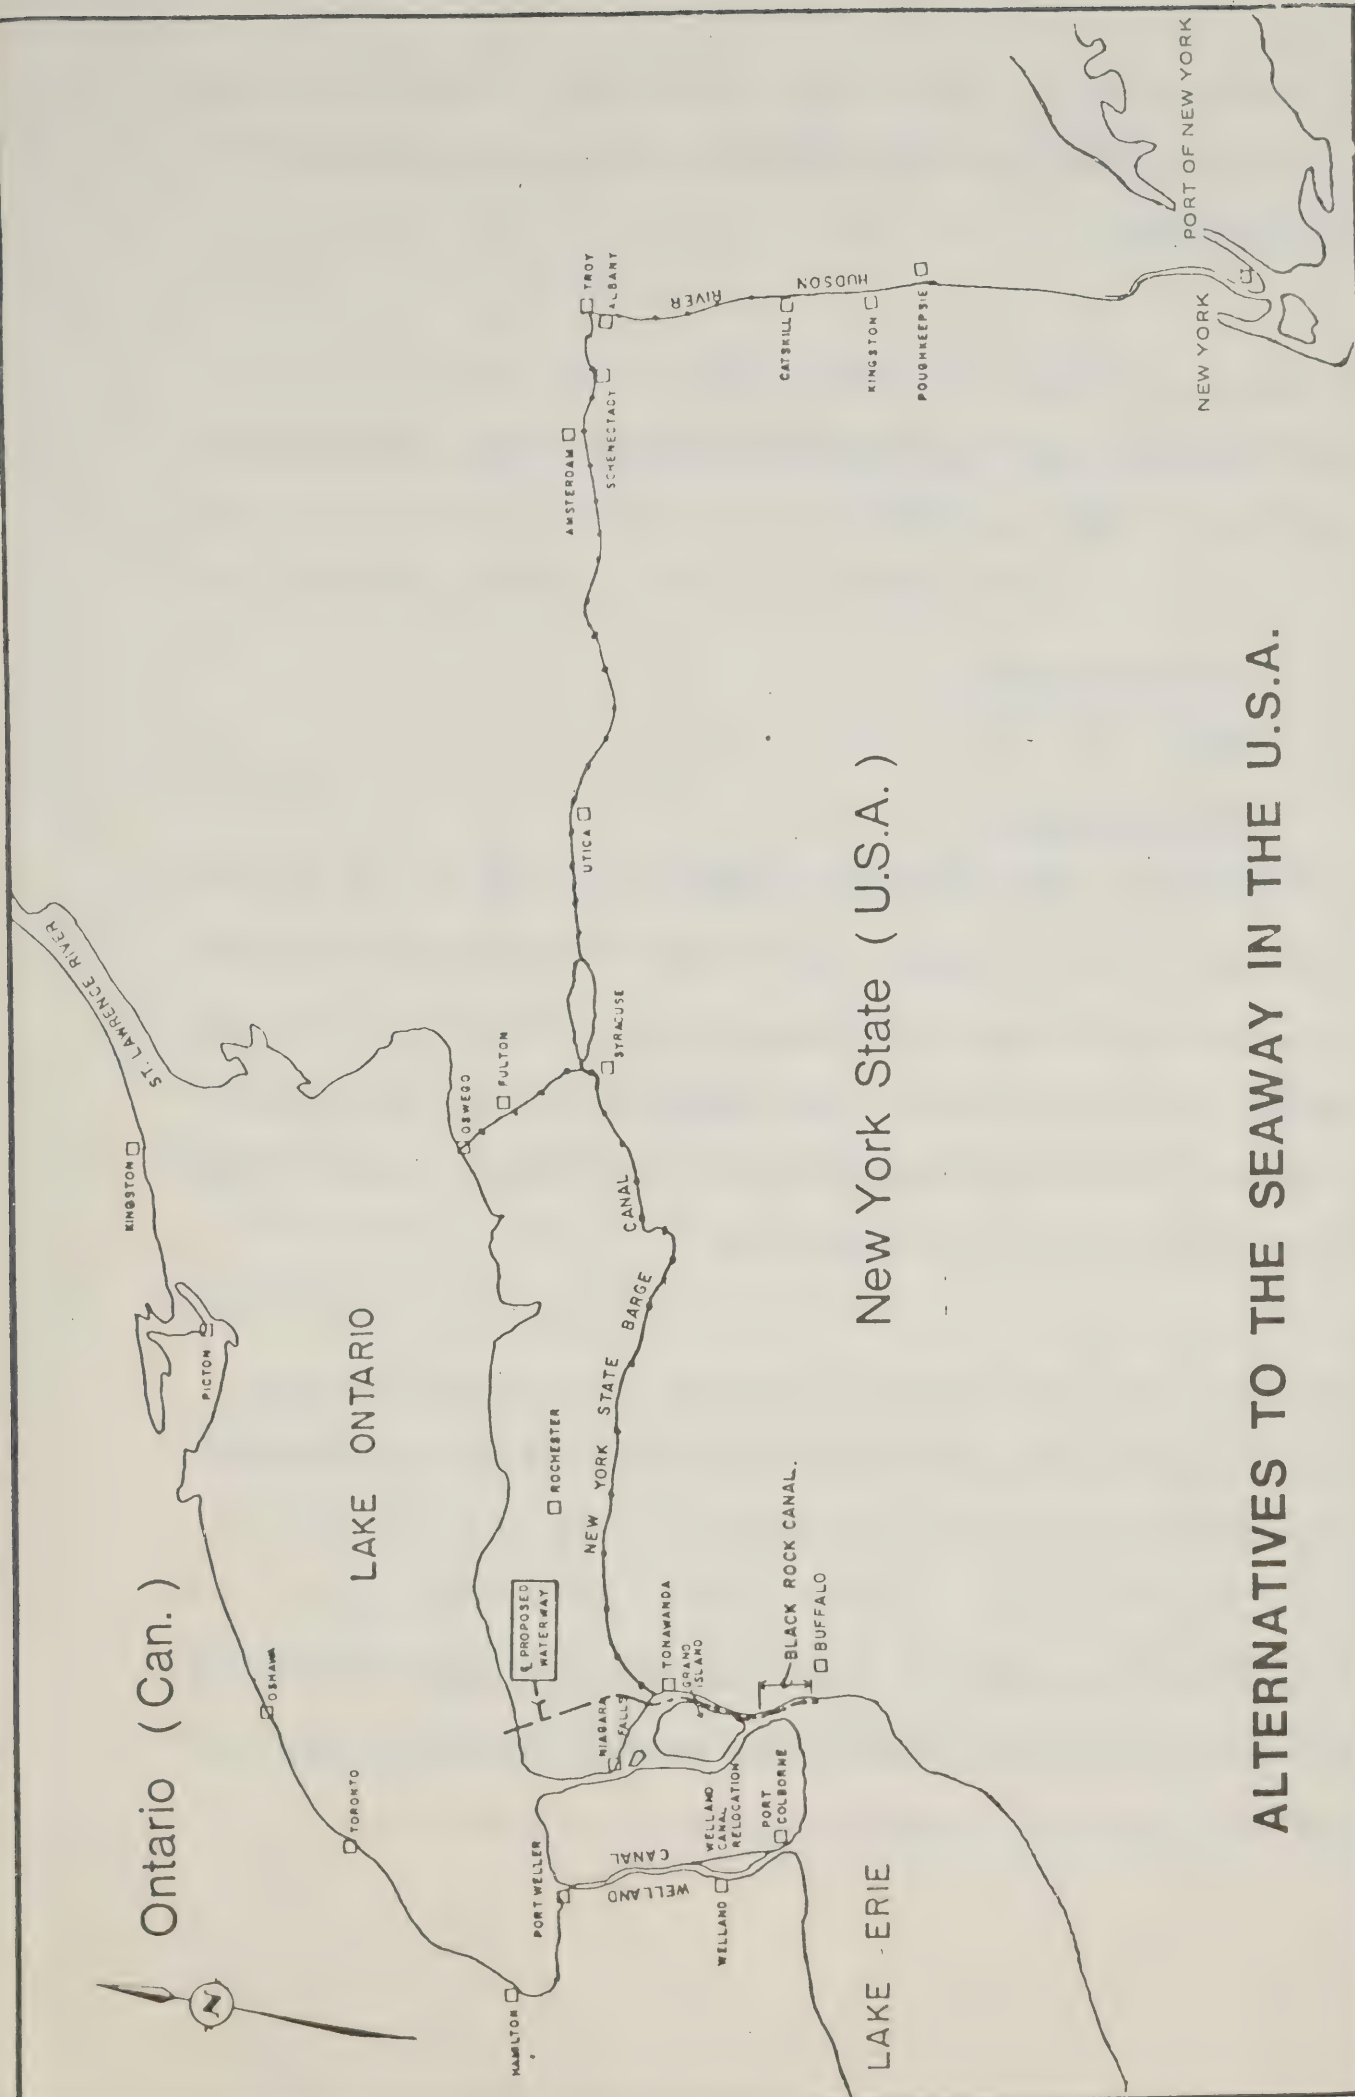 Ontario (Can.)
N
ST. LAWRENCE RIVER
KINGSTON
PICTON
OSHAWA
TORONTO
HAMILTON
LAKE ONTARIO
OSWEGO
FULTON
SYRACUSE
UTICA
AMSTERDAM
SCHENECTADY
TROY
ALBANY
RIVER
HUDSON
CATSKILL
KINGSTON
POUGHKEEPSIE
NEW YORK
PORT OF NEW YORK
ROCHESTER
NEW YORK STATE BARGE CANAL
℄ PROPOSED
WATERWAY
NIAGARA
FALLS
TONAWANDA
GRAND
ISLAND
BLACK ROCK CANAL.
BUFFALO
PORT WELLER
WELLAND CANAL
WELLAND
WELLAND
CANAL
RELOCATION
PORT
COLBORNE
LAKE ERIE
New York State (U.S.A.)
ALTERNATIVES TO THE SEAWAY IN THE U.S.A.